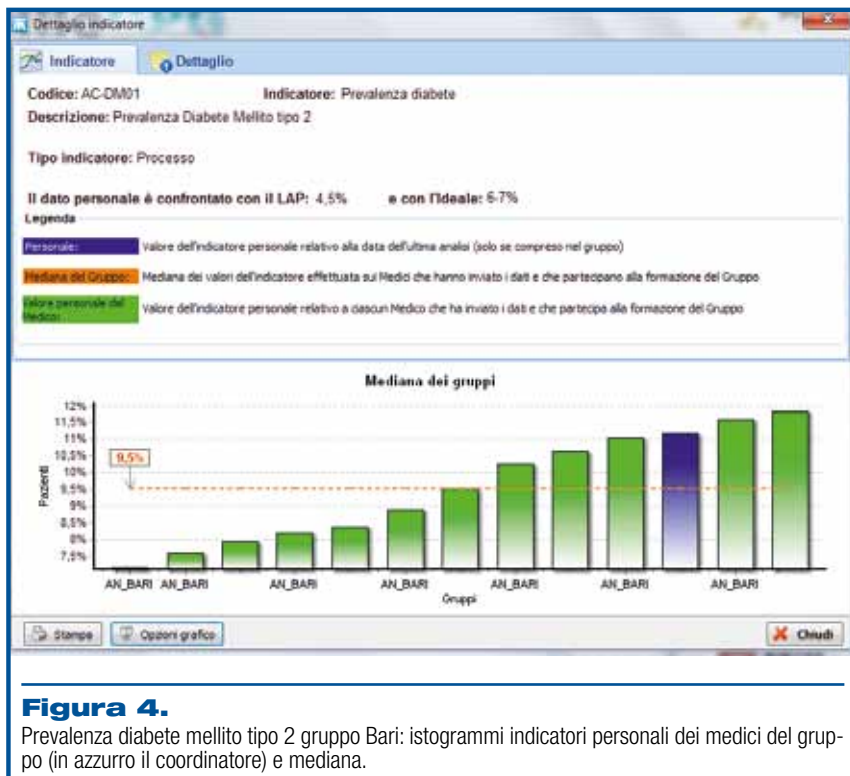 Dettaglio indicatore
Indicatore Dettaglio
Codice: AC-DM01 Indicatore: Prevalenza diabete
Descrizione: Prevalenza Diabete Mellito tipo 2
Tipo indicatore: Processo
Il dato personale è confrontato con il LAP: 4,5% e con l'Ideale: 6-7%
Legenda
Personale: Valore dell'indicatore personale relativo alla data dell'ultima analisi (solo se compreso nel gruppo)
Mediana del Gruppo: Mediana dei valori dell'indicatore effettuata sui Medici che hanno inviato i dati e che partecipano alla formazione del Gruppo
Valore personale del
Medico: Valore dell'indicatore personale relativo a ciascun Medico che ha inviato i dati e che partecipa alla formazione del Gruppo
Mediana dei gruppi
12%
11,5%
11%
10,5%
9,5%
10%
9,5%
9%
8,5%
8%
7,5%
Pazienti
AN_BARI AN_BARI AN_BARI AN_BARI AN_BARI AN_BARI AN_BARI
Gruppi
Stampa Opzioni grafico Chiudi
Figura 4.
Prevalenza diabete mellito tipo 2 gruppo Bari: istogrammi indicatori personali dei medici del grup-
po (in azzurro il coordinatore) e mediana.